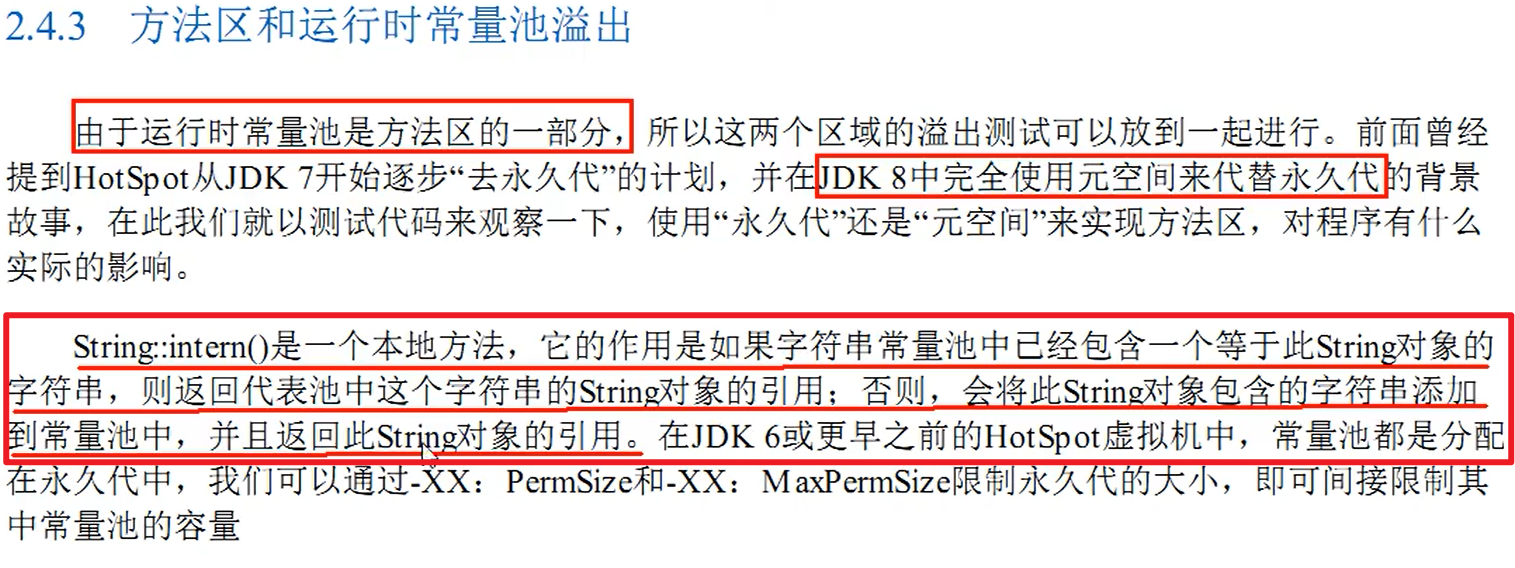 2.4.3 方法区和运行时常量池溢出
由于运行时常量池是方法区的一部分，所以这两个区域的溢出测试可以放到一起进行。前面曾经
提到HotSpot从JDK 7开始逐步“去永久代”的计划，并在JDK 8中完全使用元空间来代替永久代的背景
故事，在此我们就以测试代码来观察一下，使用“永久代”还是“元空间”来实现方法区，对程序有什么
实际的影响。
String::intern()是一个本地方法，它的作用是如果字符串常量池中已经包含一个等于此String对象的
字符串，则返回代表池中这个字符串的String对象的引用；否则，会将此String对象包含的字符串添加
到常量池中，并且返回此String对象的引用。在JDK 6或更早之前的HotSpot虚拟机中，常量池都是分配
在永久代中，我们可以通过-XX：PermSize和-XX：MaxPermSize限制永久代的大小，即可间接限制其
中常量池的容量